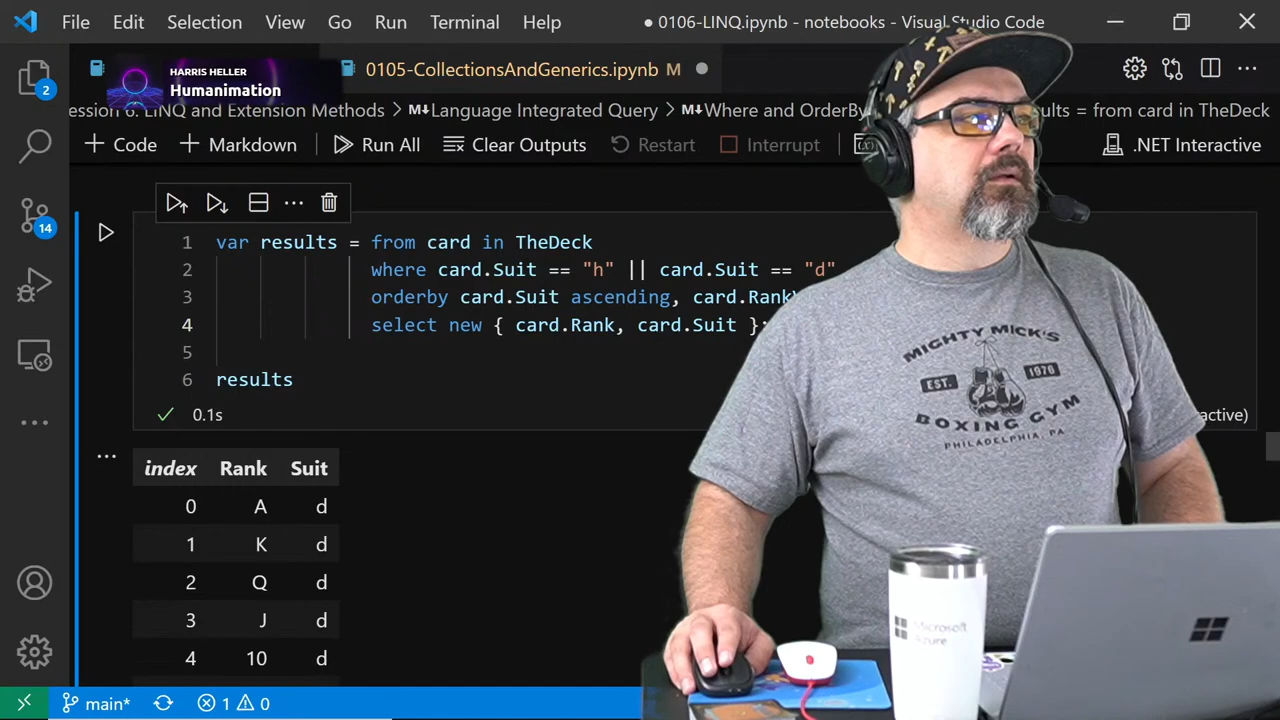 File Edit Selection View Go Run Terminal Help
● 0106-LINQ.ipynb - notebooks - Visual Studio Code
2
HARRIS HELLER
Humanimation
0105-CollectionsAndGenerics.ipynb M
ession 6: LINQ and Extension Methods > Language Integrated Query > Where and OrderBy
ults = from card in TheDeck
+ Code + Markdown Run All Clear Outputs Restart Interrupt
.NET Interactive
14
1 var results = from card in TheDeck
2 where card.Suit == "h" || card.Suit == "d"
3 orderby card.Suit ascending, card.Rank
4 select new { card.Rank, card.Suit };
5
6 results
0.1s
active)
index Rank Suit
0 A d
1 K d
2 Q d
3 J d
4 10 d
main* 1 0
MIGHTY MICK'S
EST. 1976
BOXING GYM
PHILADELPHIA, PA
Microsoft
Azure